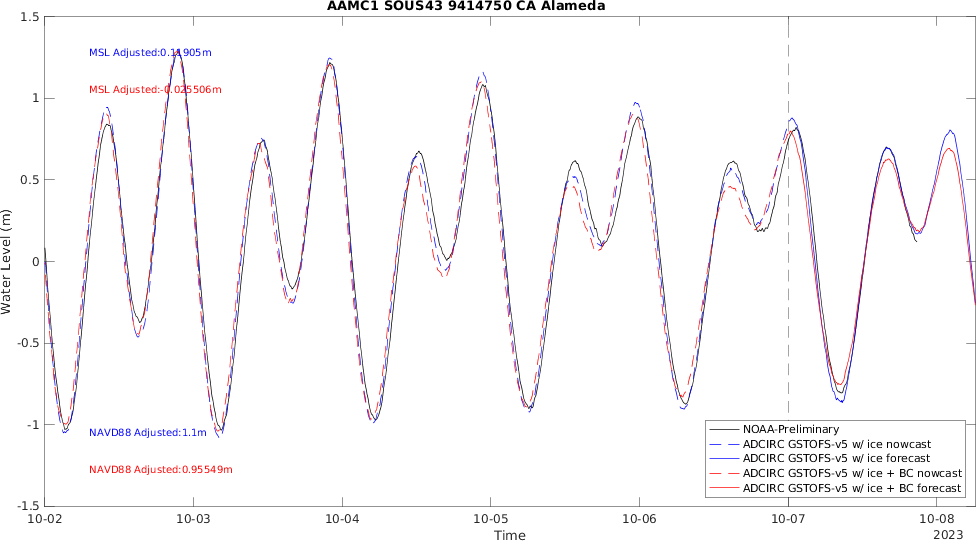 AAMC1 SOUS43 9414750 CA Alameda
1.5
1
0.5
0
-0.5
-1
-1.5
Water Level (m)
MSL Adjusted:0.11905m
MSL Adjusted:-0.025506m
NAVD88 Adjusted:1.1m
NAVD88 Adjusted:0.95549m
NOAA-Preliminary
ADCIRC GSTOFS-v5 w/ ice nowcast
ADCIRC GSTOFS-v5 w/ ice forecast
ADCIRC GSTOFS-v5 w/ ice + BC nowcast
ADCIRC GSTOFS-v5 w/ ice + BC forecast
10-02 10-03 10-04 10-05 10-06 10-07 10-08
Time
2023